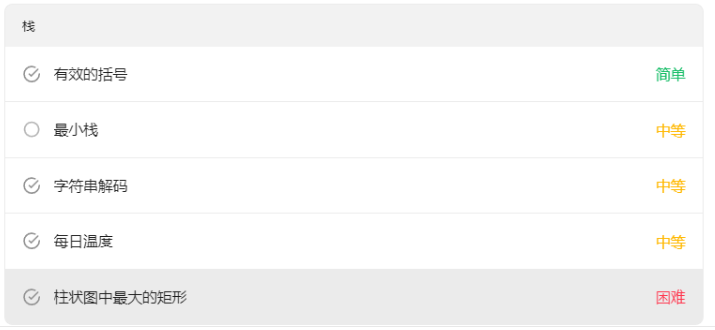 栈
有效的括号 简单
最小栈 中等
字符串解码 中等
每日温度 中等
柱状图中最大的矩形 困难